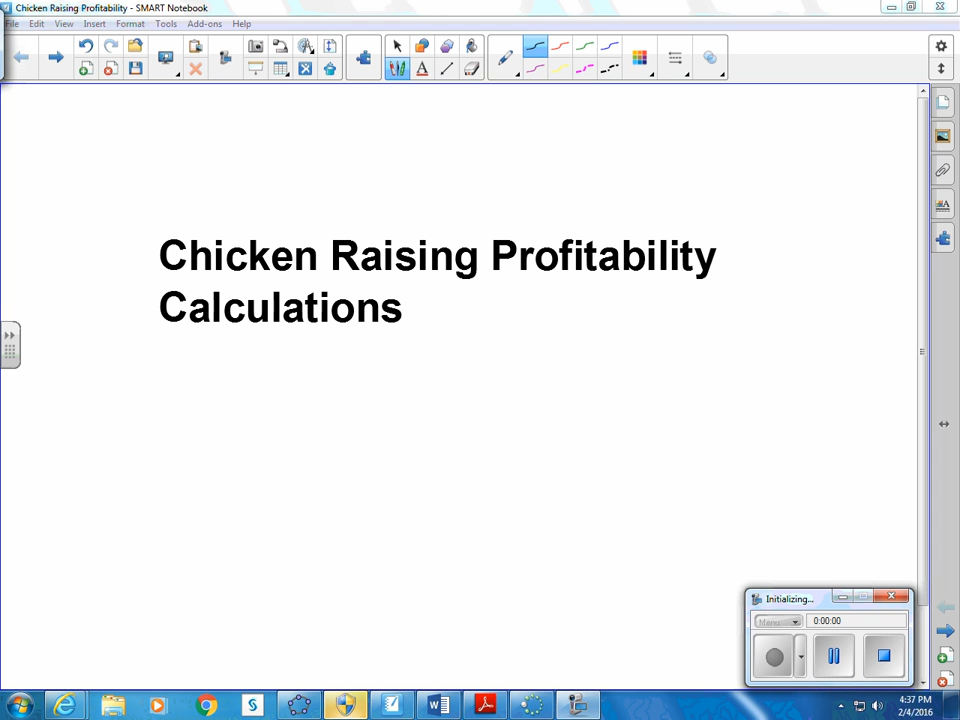 Chicken Raising Profitability - SMART Notebook
File Edit View Insert Format Tools Add-ons Help
Chicken Raising Profitability
Calculations
Initializing...
Menu 0:00:00
4:37 PM
2/4/2016